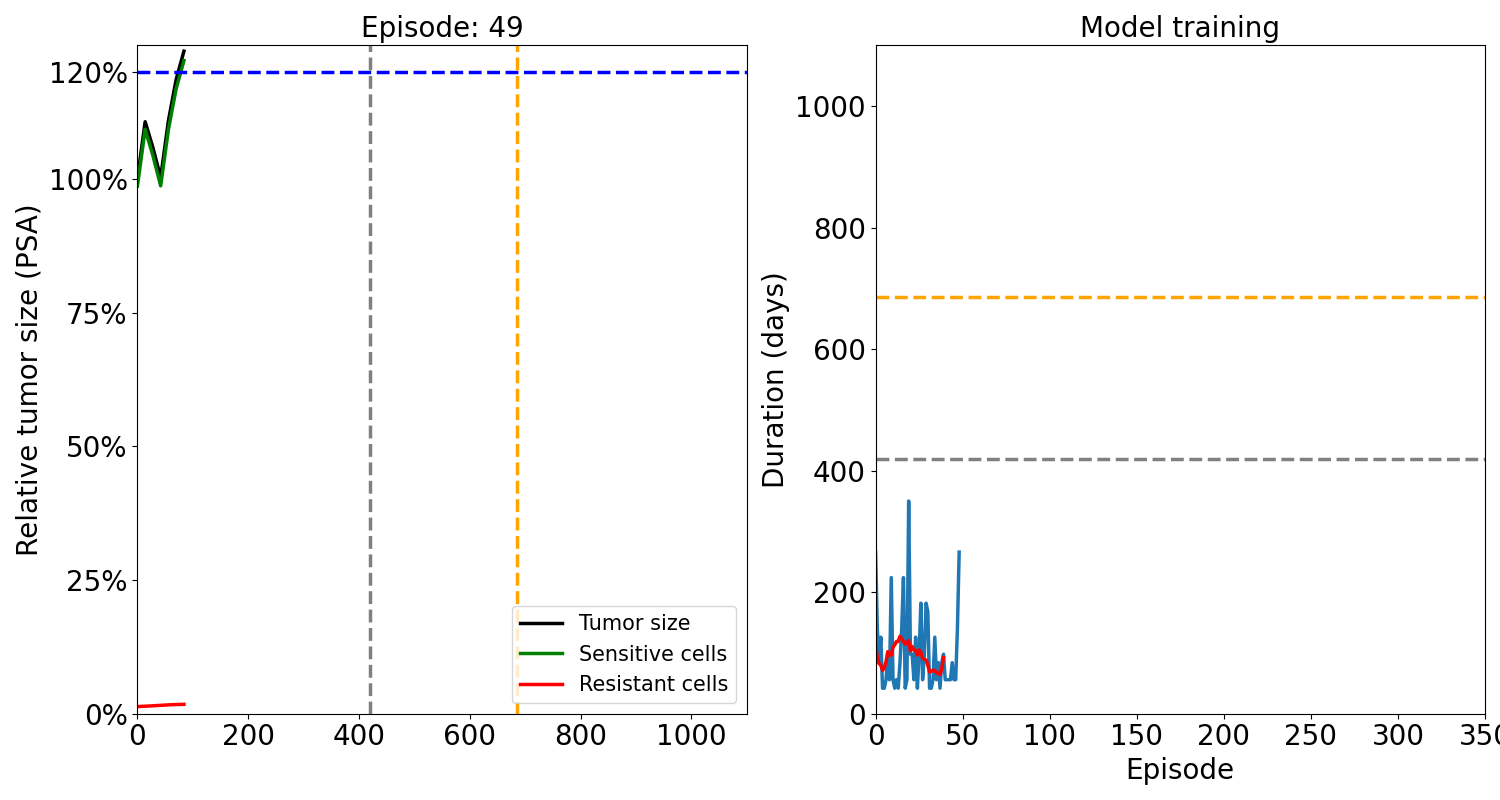 Episode: 49
Relative tumor size (PSA)
120%
100%
75%
50%
25%
0%
0 200 400 600 800 1000
Tumor size
Sensitive cells
Resistant cells
Model training
Duration (days)
1000
800
600
400
200
0
0 50 100 150 200 250 300 350
Episode